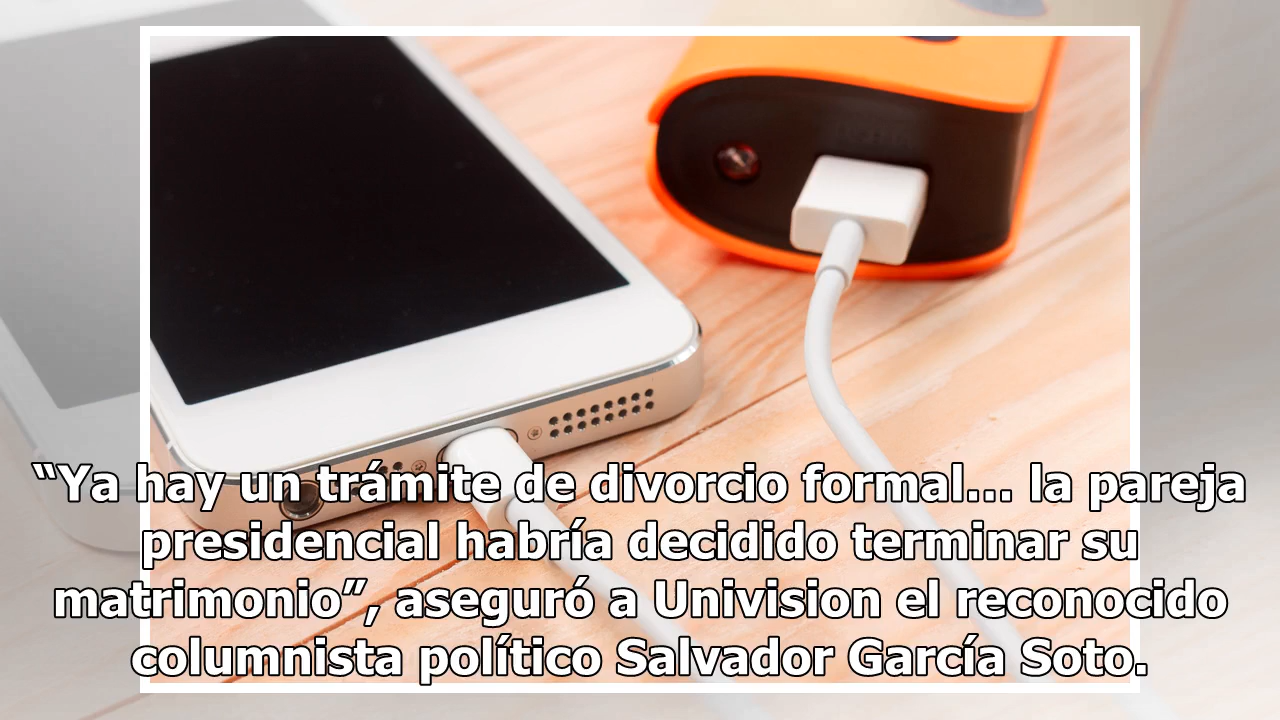 “Ya hay un trámite de divorcio formal... la pareja
presidencial habría decidido terminar su
matrimonio”, aseguró a Univision el reconocido
columnista político Salvador García Soto.